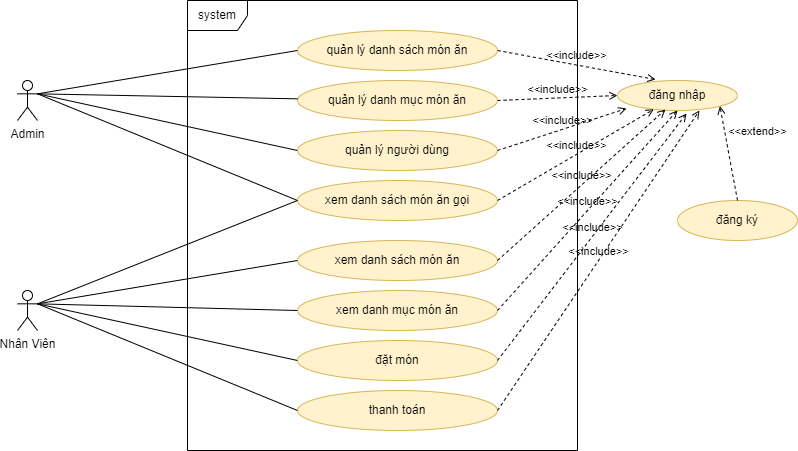 system
quản lý danh sách món ăn
<<include>>
quản lý danh mục món ăn
<<include>>
đăng nhập
Admin
quản lý người dùng
<<include>>
<<extend>>
<<include>>
xem danh sách món ăn gọi
<<include>>
<<include>>
đăng ký
<<include>>
<<include>>
xem danh sách món ăn
xem danh mục món ăn
Nhân Viên
đặt món
thanh toán